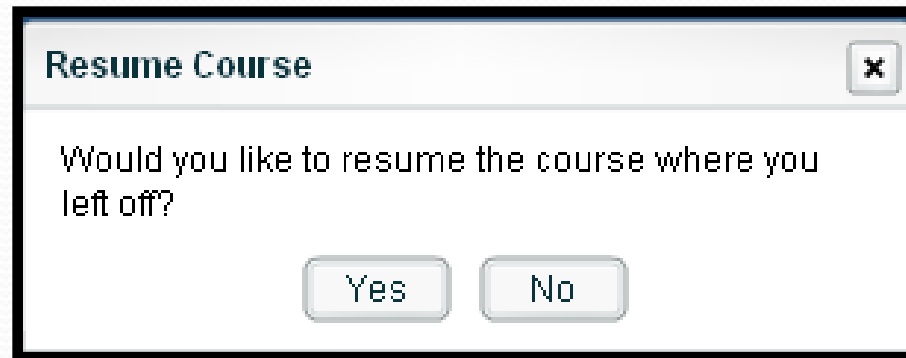 Resume Course
Would you like to resume the course where you
left off?
Yes No